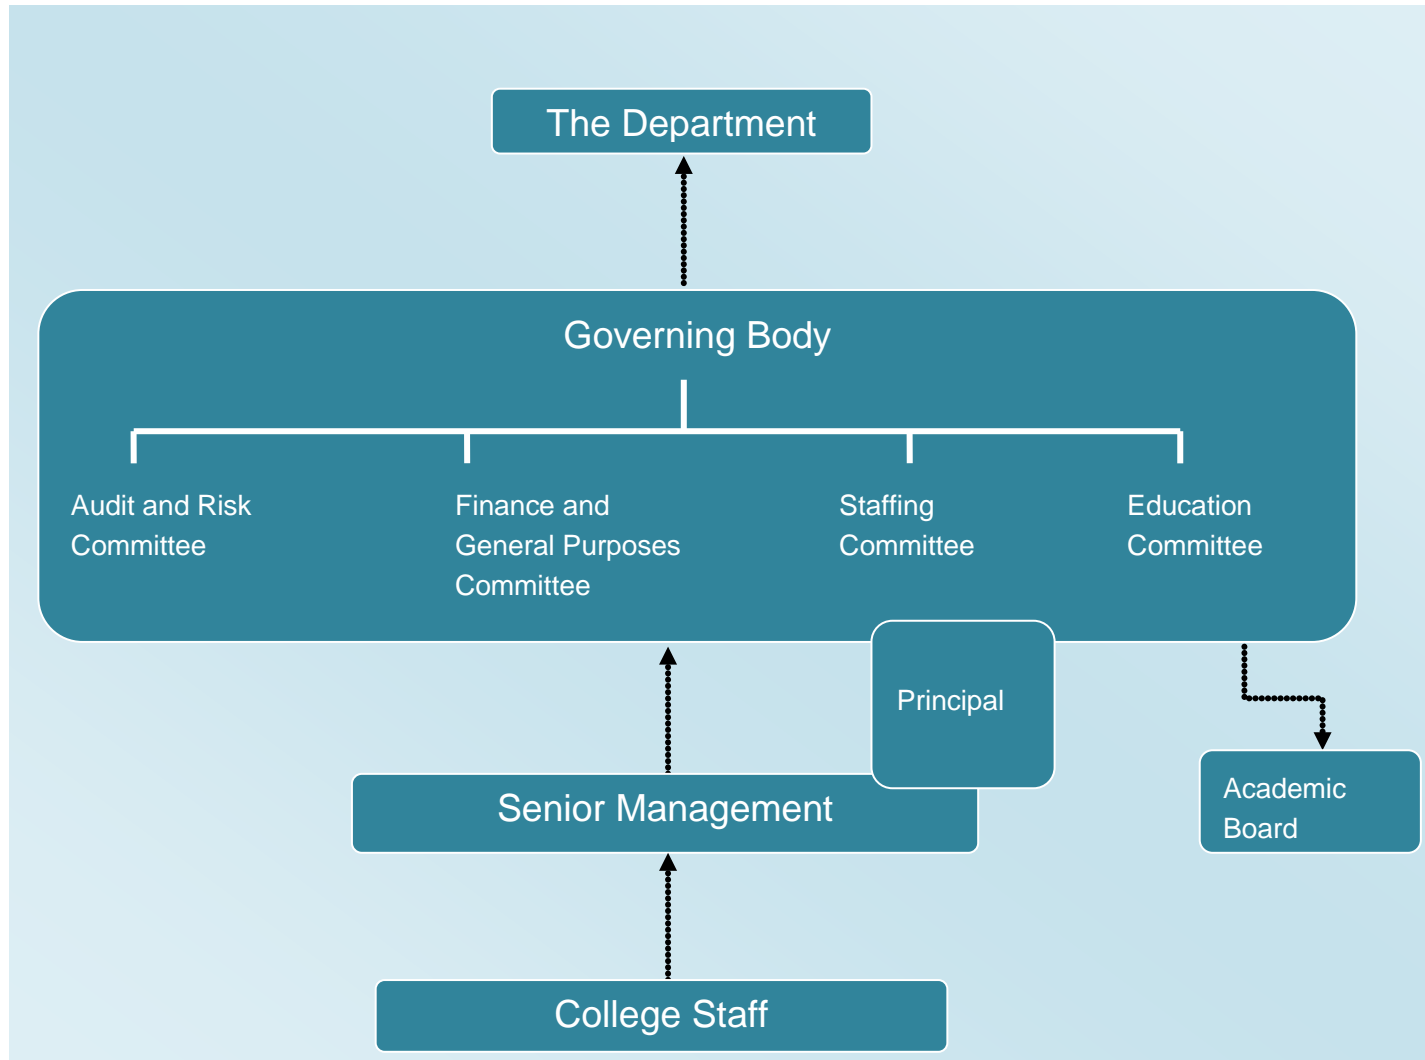 The Department
Governing Body
Audit and Risk
Committee
Finance and
General Purposes
Committee
Staffing
Committee
Education
Committee
Principal
Senior Management
Academic
Board
College Staff